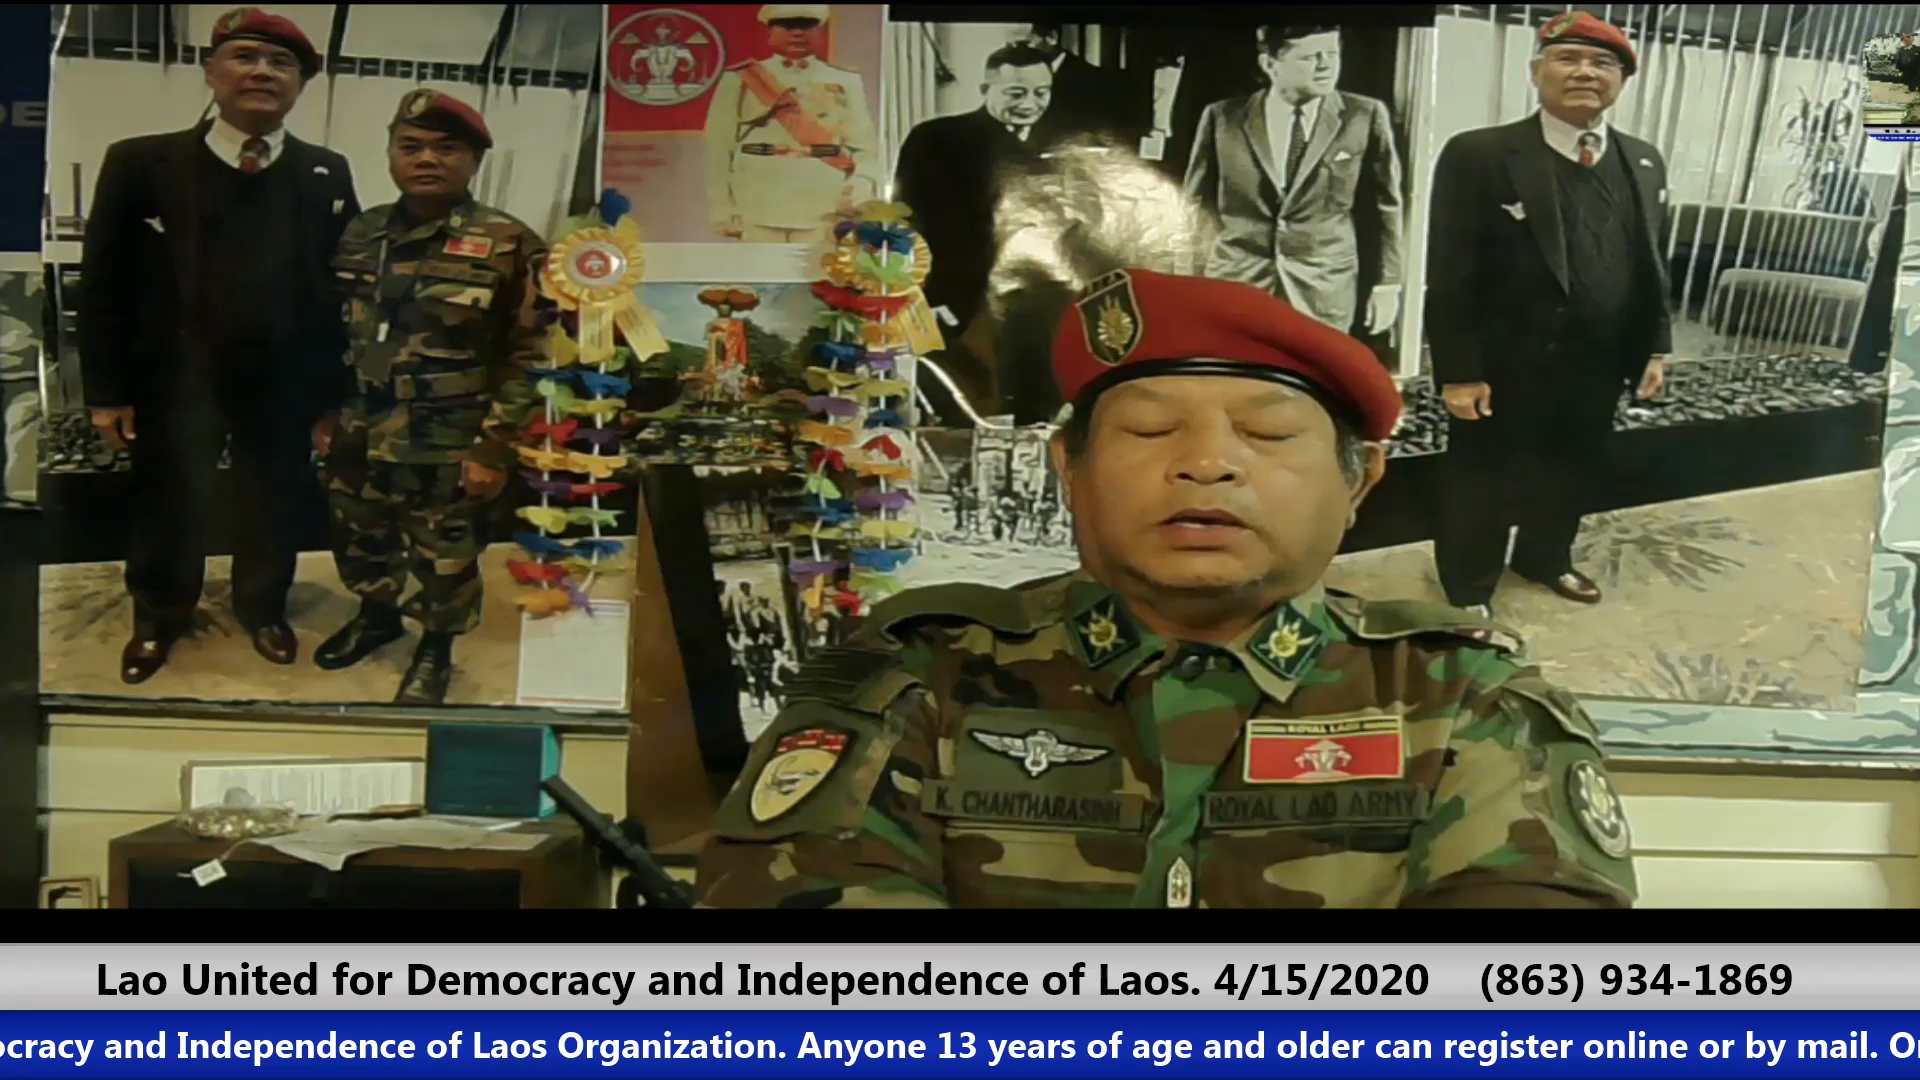 DE
ROYAL LAOS
K. CHANTHARASINH
ROYAL LAO ARMY
Lao United for Democracy and Independence of Laos. 4/15/2020 (863) 934-1869
ocracy and Independence of Laos Organization. Anyone 13 years of age and older can register online or by mail. O